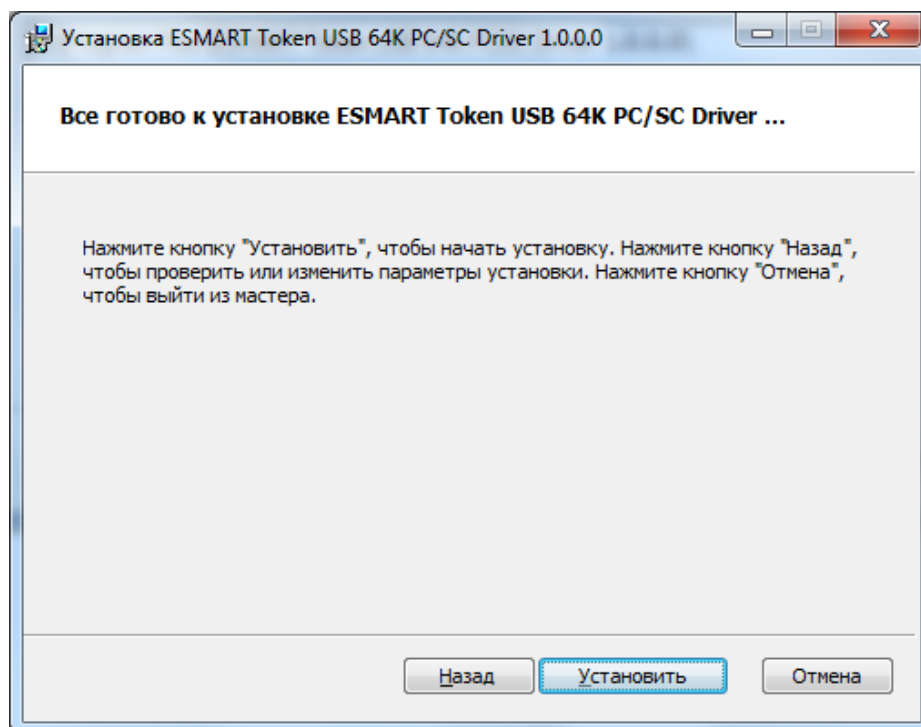 Установка ESMART Token USB 64K PC/SC Driver 1.0.0.0
Все готово к установке ESMART Token USB 64K PC/SC Driver ...
Нажмите кнопку "Установить", чтобы начать установку. Нажмите кнопку "Назад",
чтобы проверить или изменить параметры установки. Нажмите кнопку "Отмена",
чтобы выйти из мастера.
Назад Установить Отмена